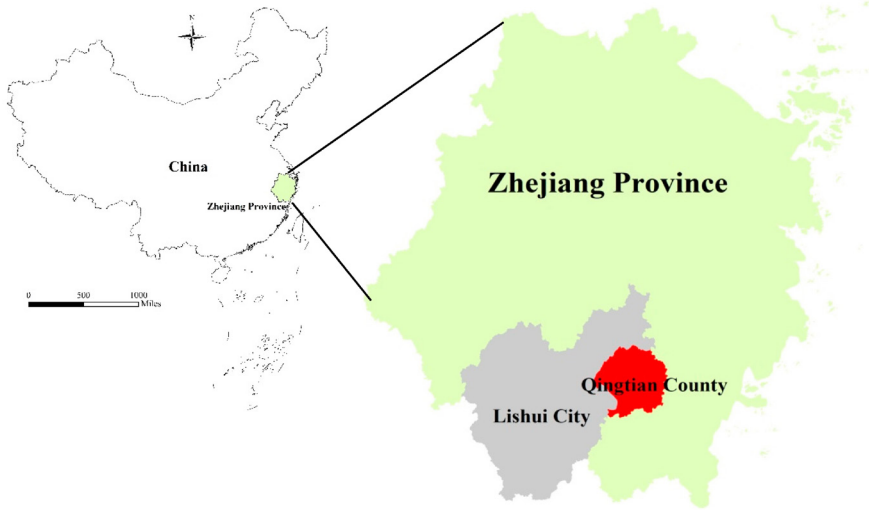 N
China
Zhejiang Province
0 500 1000
Miles
Zhejiang Province
Qingtian County
Lishui City